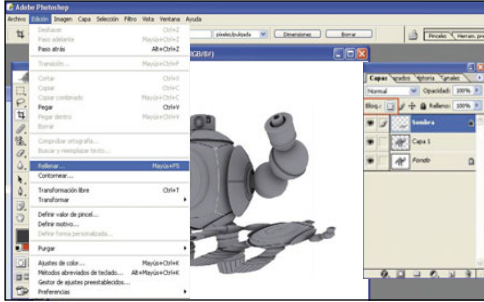 Adobe Photoshop
Archivo Edición Imagen Capa Selección Filtro Vista Ventana Ayuda
píxeles/pulgada Dimensiones Borrar Pinceles Herram. pre
Deshacer Ctrl+Z
Paso adelante Mayús+Ctrl+Z
Paso atrás Alt+Ctrl+Z
Transición... Mayús+Ctrl+F
Cortar Ctrl+X
Copiar Ctrl+C
Copiar combinado Mayús+Ctrl+C
Pegar Ctrl+V
Pegar dentro Mayús+Ctrl+V
Borrar
Comprobar ortografía...
Buscar y reemplazar texto...
Rellenar... Mayús+F5
Contornear...
Transformación libre Ctrl+T
Transformar
Definir valor de pincel...
Definir motivo...
Definir forma personalizada...
Purgar
Ajustes de color... Mayús+Ctrl+K
Métodos abreviados de teclado... Alt+Mayús+Ctrl+K
Gestor de ajustes preestablecidos...
Preferencias
RGB/8#)
Capas
Normal Opacidad: 100%
Bloq.: Relleno: 100%
Sombra
Capa 1
Fondo